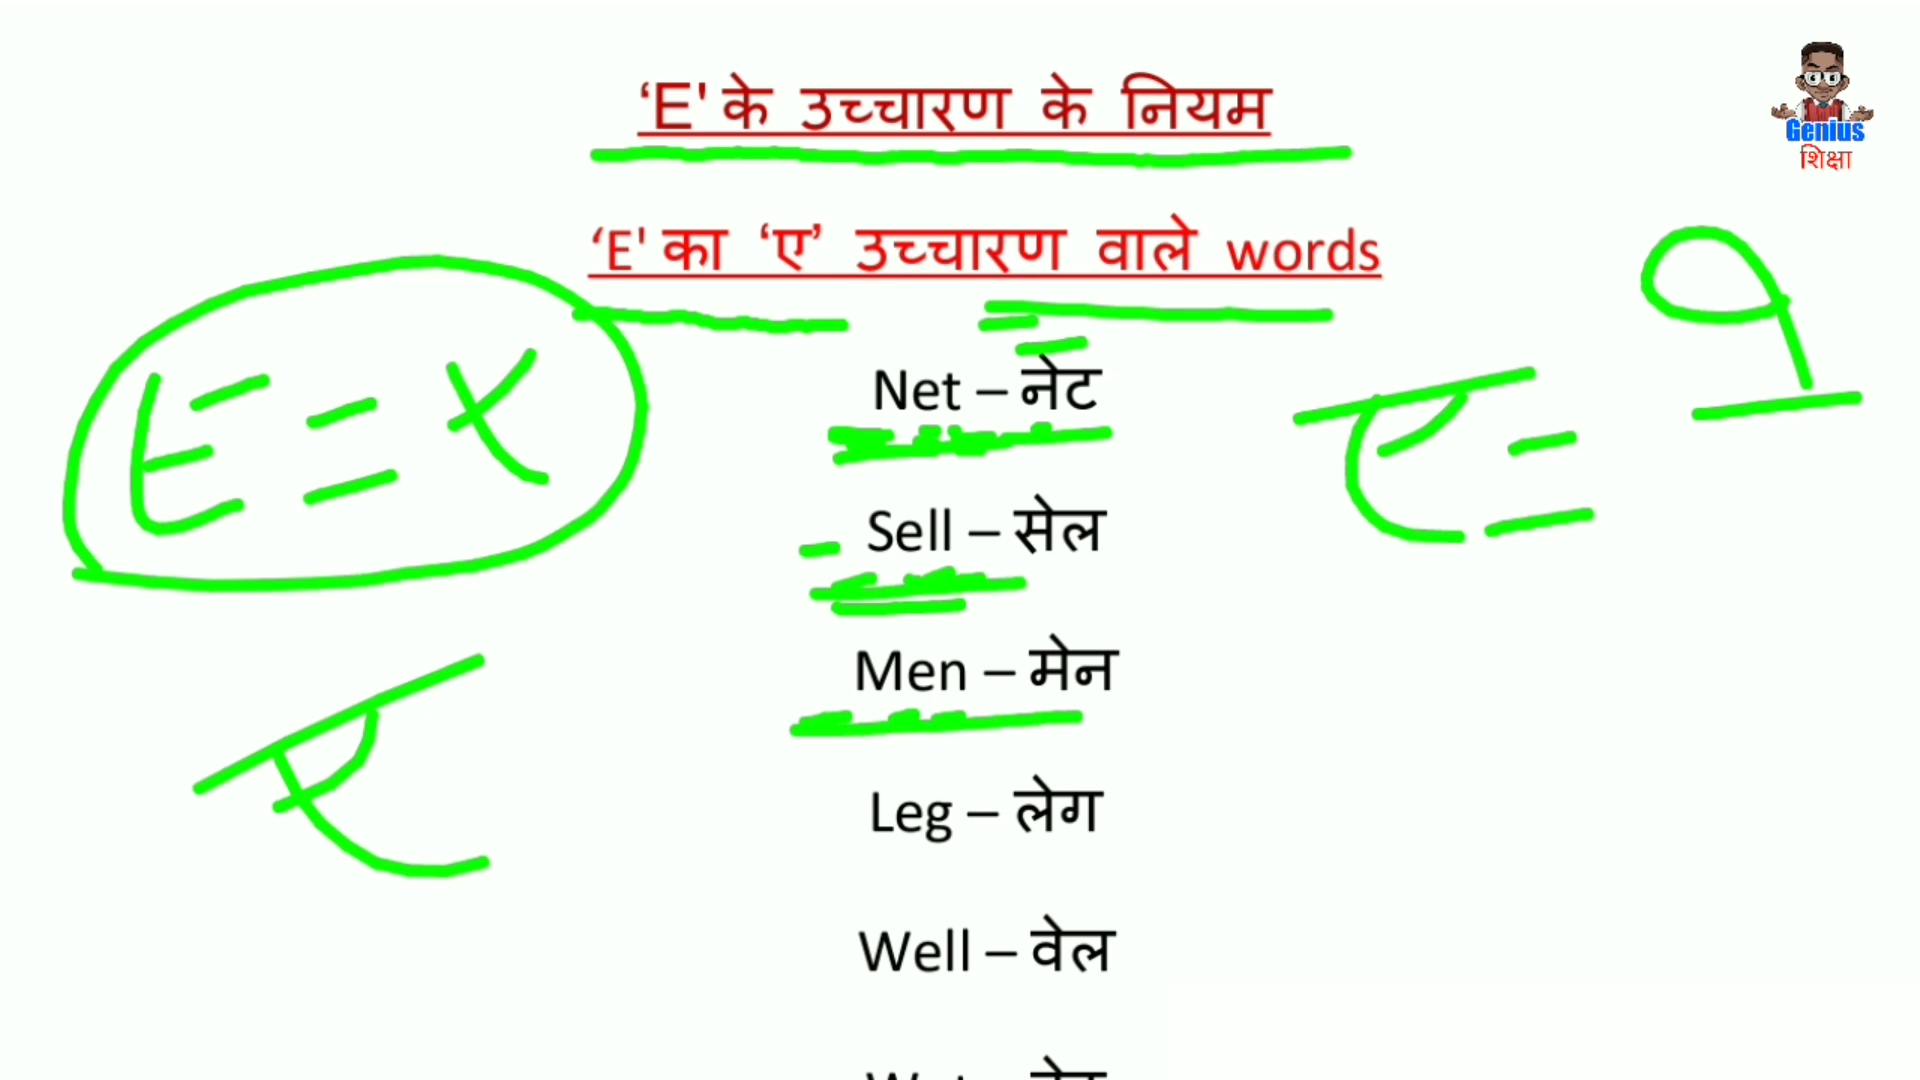 ‘E' के उच्चारण के नियम
Genius
शिक्षा
‘E' का ‘ए’ उच्चारण वाले words
Net – नेट
Sell – सेल
Men – मेन
Leg – लेग
Well – वेल